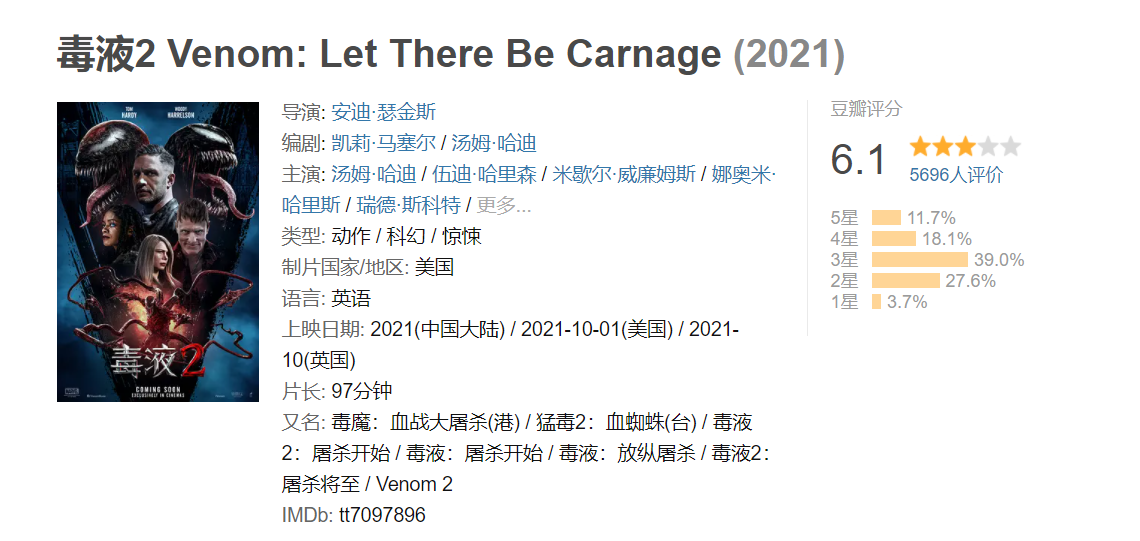 毒液2 Venom: Let There Be Carnage (2021)
TOM HARDY
WOODY HARRELSON
毒液2
COMING SOON
EXCLUSIVELY IN CINEMAS
导演: 安迪·瑟金斯
编剧: 凯莉·马塞尔 / 汤姆·哈迪
主演: 汤姆·哈迪 / 伍迪·哈里森 / 米歇尔·威廉姆斯 / 娜奥米·
哈里斯 / 瑞德·斯科特 / 更多...
类型: 动作 / 科幻 / 惊悚
制片国家/地区: 美国
语言: 英语
上映日期: 2021(中国大陆) / 2021-10-01(美国) / 2021-
10(英国)
片长: 97分钟
又名: 毒魔：血战大屠杀(港) / 猛毒2：血蜘蛛(台) / 毒液
2：屠杀开始 / 毒液：屠杀开始 / 毒液：放纵屠杀 / 毒液2：
屠杀将至 / Venom 2
IMDb: tt7097896
豆瓣评分
6.1
5696人评价
5星 11.7%
4星 18.1%
3星 39.0%
2星 27.6%
1星 3.7%